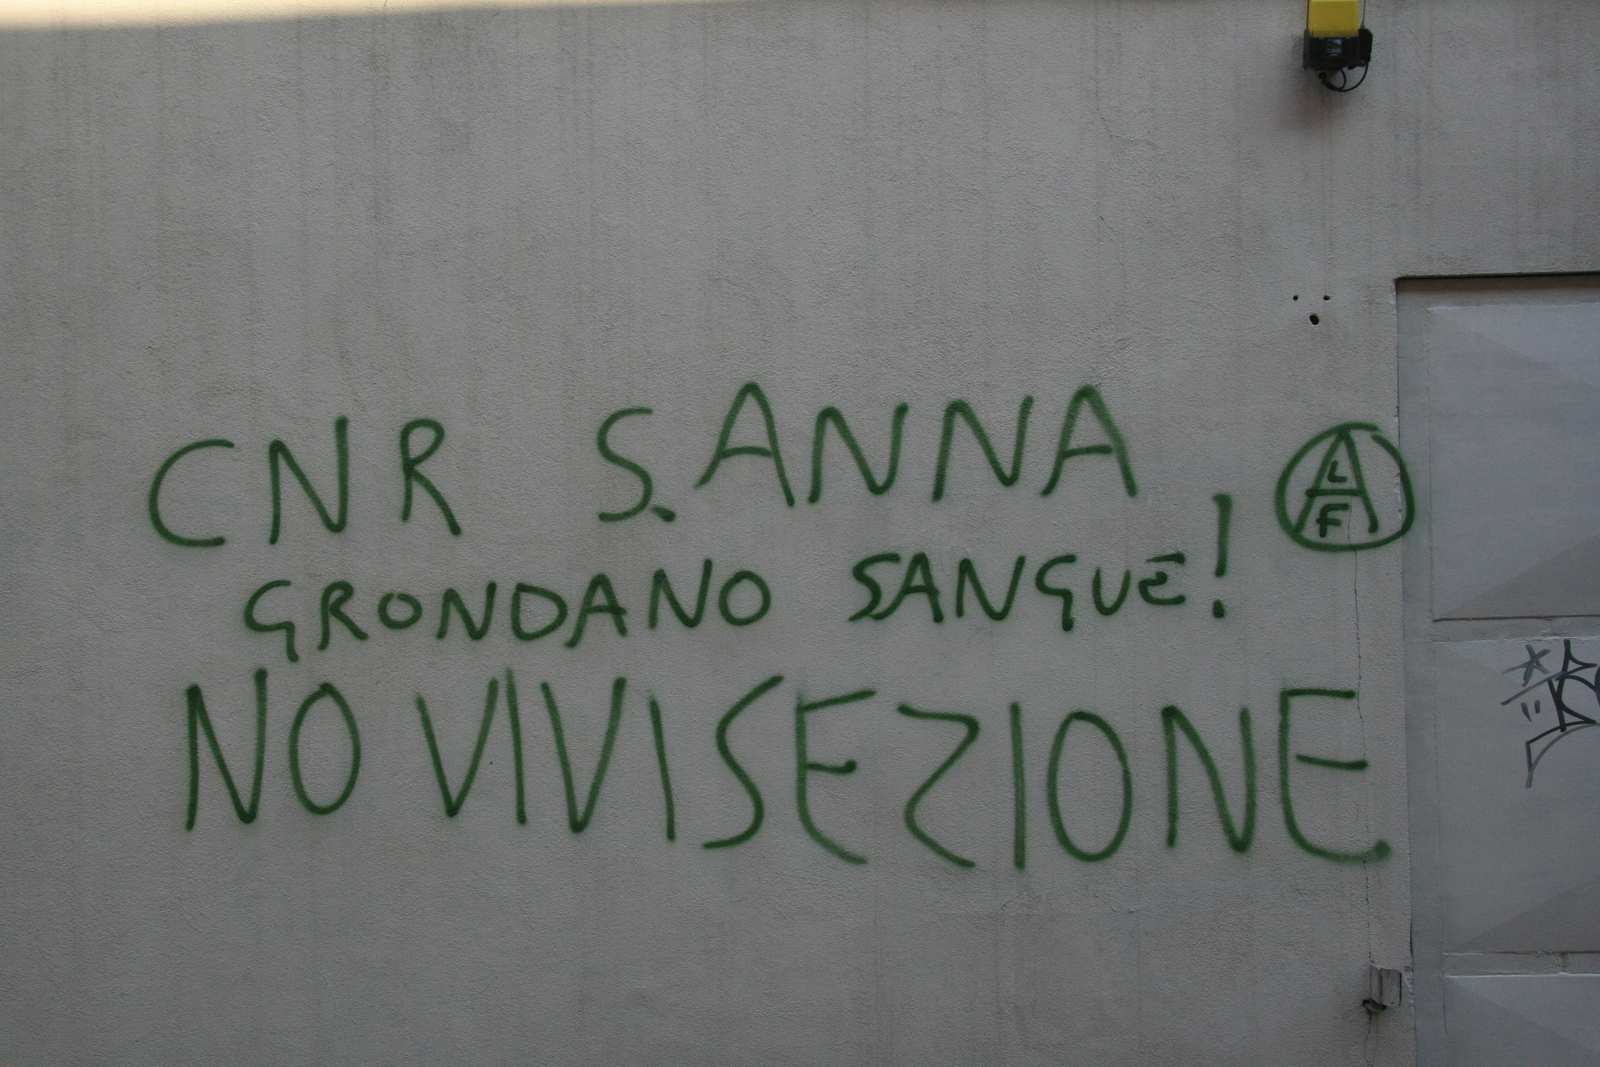 CNR S.ANNA
GRONDANO SANGUE!
ALF
NO VIVISEZIONE